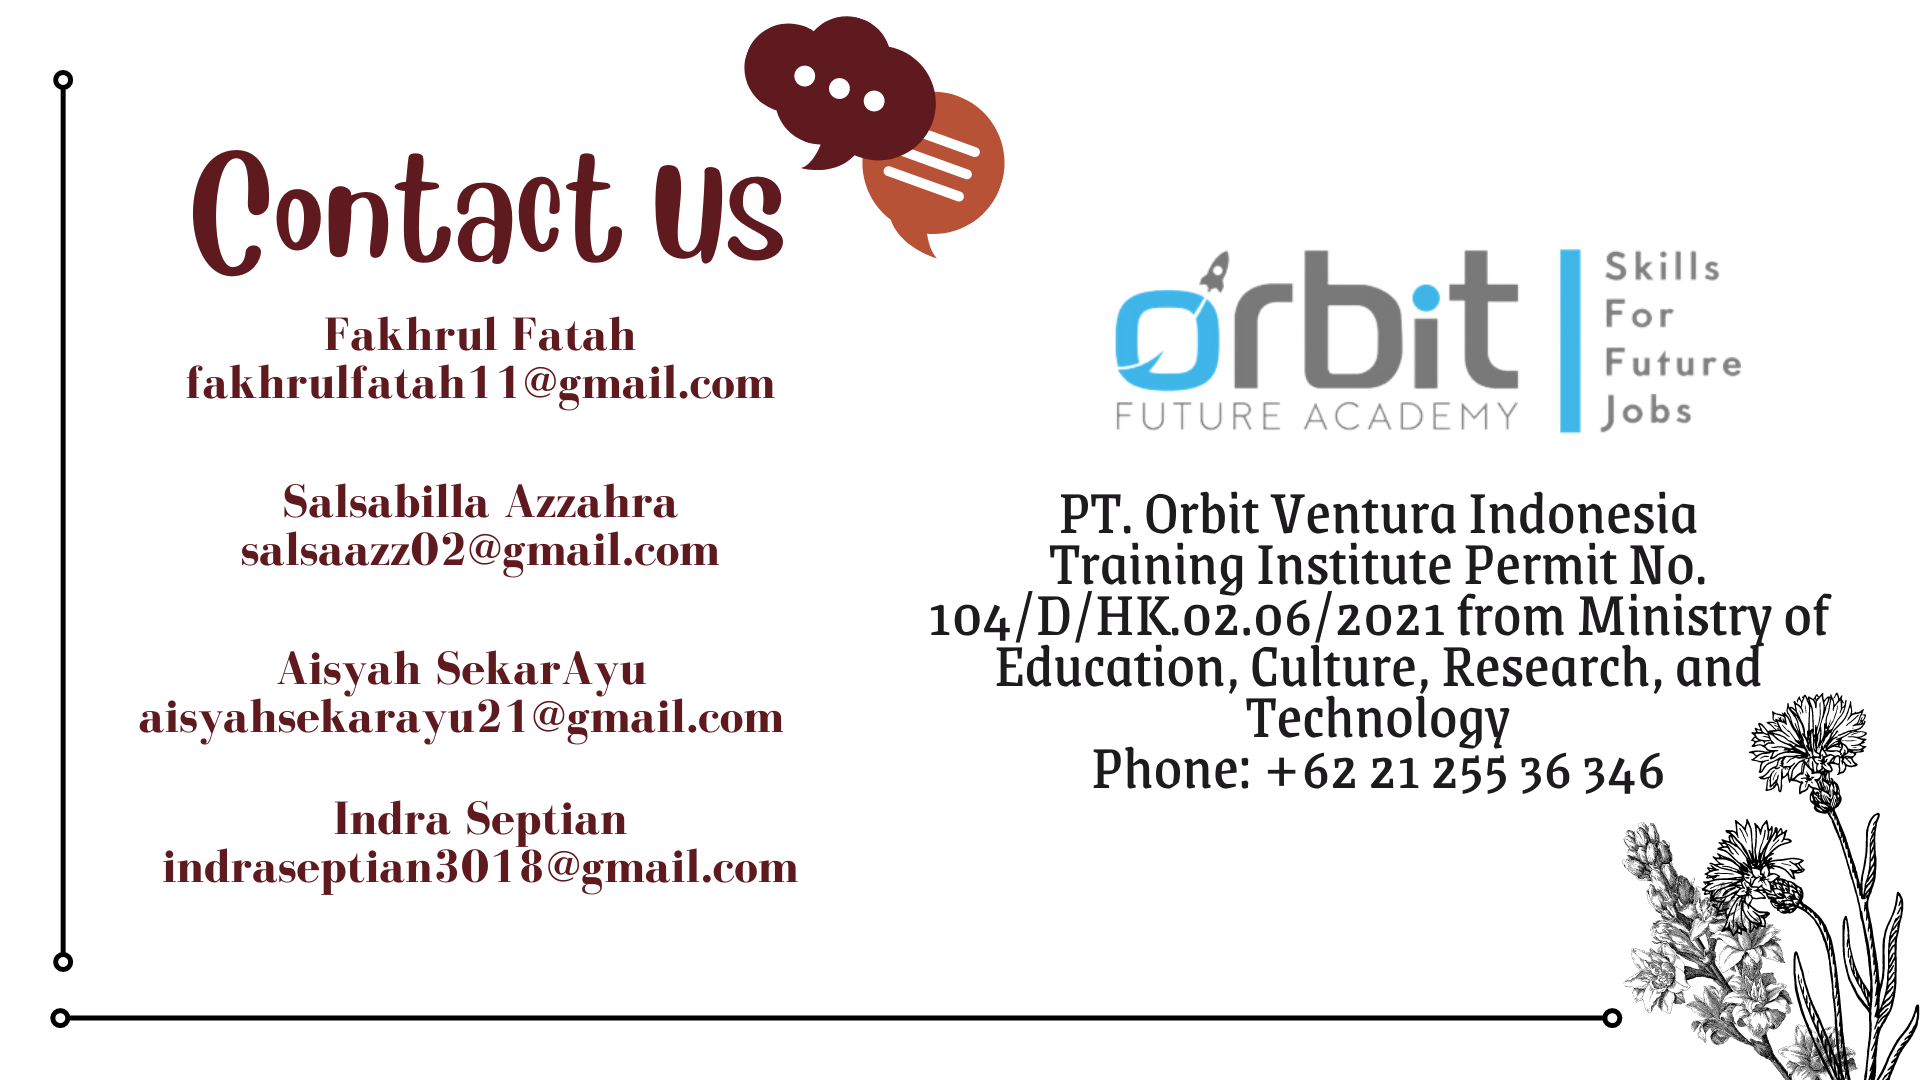 Contact Us
Fakhrul Fatah
fakhrulfatah11@gmail.com
Salsabilla Azzahra
salsaazz02@gmail.com
Aisyah SekarAyu
aisyahsekarayu21@gmail.com
Indra Septian
indraseptian3018@gmail.com
orbit
FUTURE ACADEMY
Skills
For
Future
Jobs
PT. Orbit Ventura Indonesia
Training Institute Permit No.
104/D/HK.02.06/2021 from Ministry of
Education, Culture, Research, and
Technology
Phone: +62 21 255 36 346